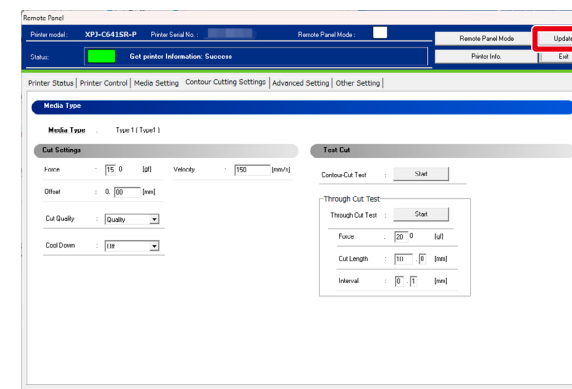 Remote Panel
Printer model : XPJ-C641SR-P Printer Serial No. : Remote Panel Mode : Remote Panel Mode Update
Status: Got printer Information: Success Printer Info. Exit
Printer Status Printer Control Media Setting Contour Cutting Settings Advanced Setting Other Setting
Media Type
Media Type : Type 1 ( Type1 )
Cut Settings Test Cut
Force : 15 0 [gf] Velocity : 150 [mm/s] Contour-Cut Test : Start
Offset : 0. 00 [mm] Through Cut Test
Cut Quality : Quality Through Cut Test : Start
Cool Down : Off Force : 20 0 [gf]
Cut Length : 10 . 0 [mm]
Interval : 0 . 1 [mm]